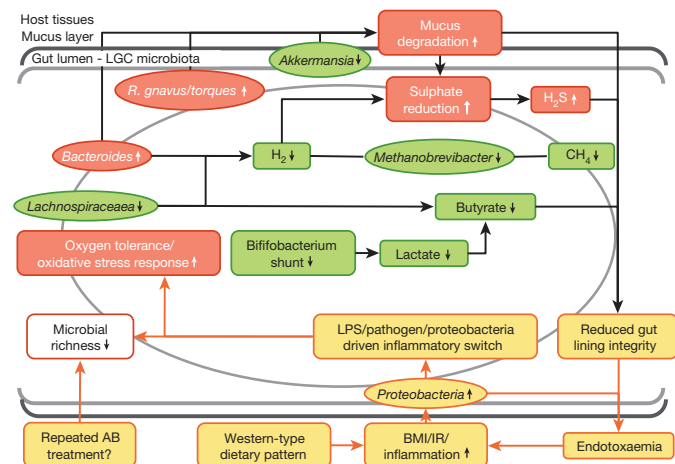 Host tissues
Mucus layer
Gut lumen - LGC microbiota
Akkermansia↓
Mucus
degradation ↑
R. gnavus/torques ↑
Sulphate
reduction ↑
H₂S ↑
Bacteroides ↑
H₂ ↓
Methanobrevibacter↓
CH₄ ↓
Lachnospiraceaea ↓
Butyrate ↓
Oxygen tolerance/
oxidative stress response ↑
Bififobacterium
shunt ↓
Lactate ↓
Microbial
richness ↓
LPS/pathogen/proteobacteria
driven inflammatory switch
Reduced gut
lining integrity
Proteobacteria ↑
Repeated AB
treatment?
Western-type
dietary pattern
BMI/IR/
inflammation ↑
Endotoxaemia